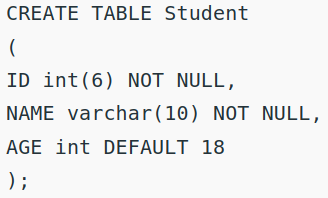 CREATE TABLE Student
(
ID int(6) NOT NULL,
NAME varchar(10) NOT NULL,
AGE int DEFAULT 18
);